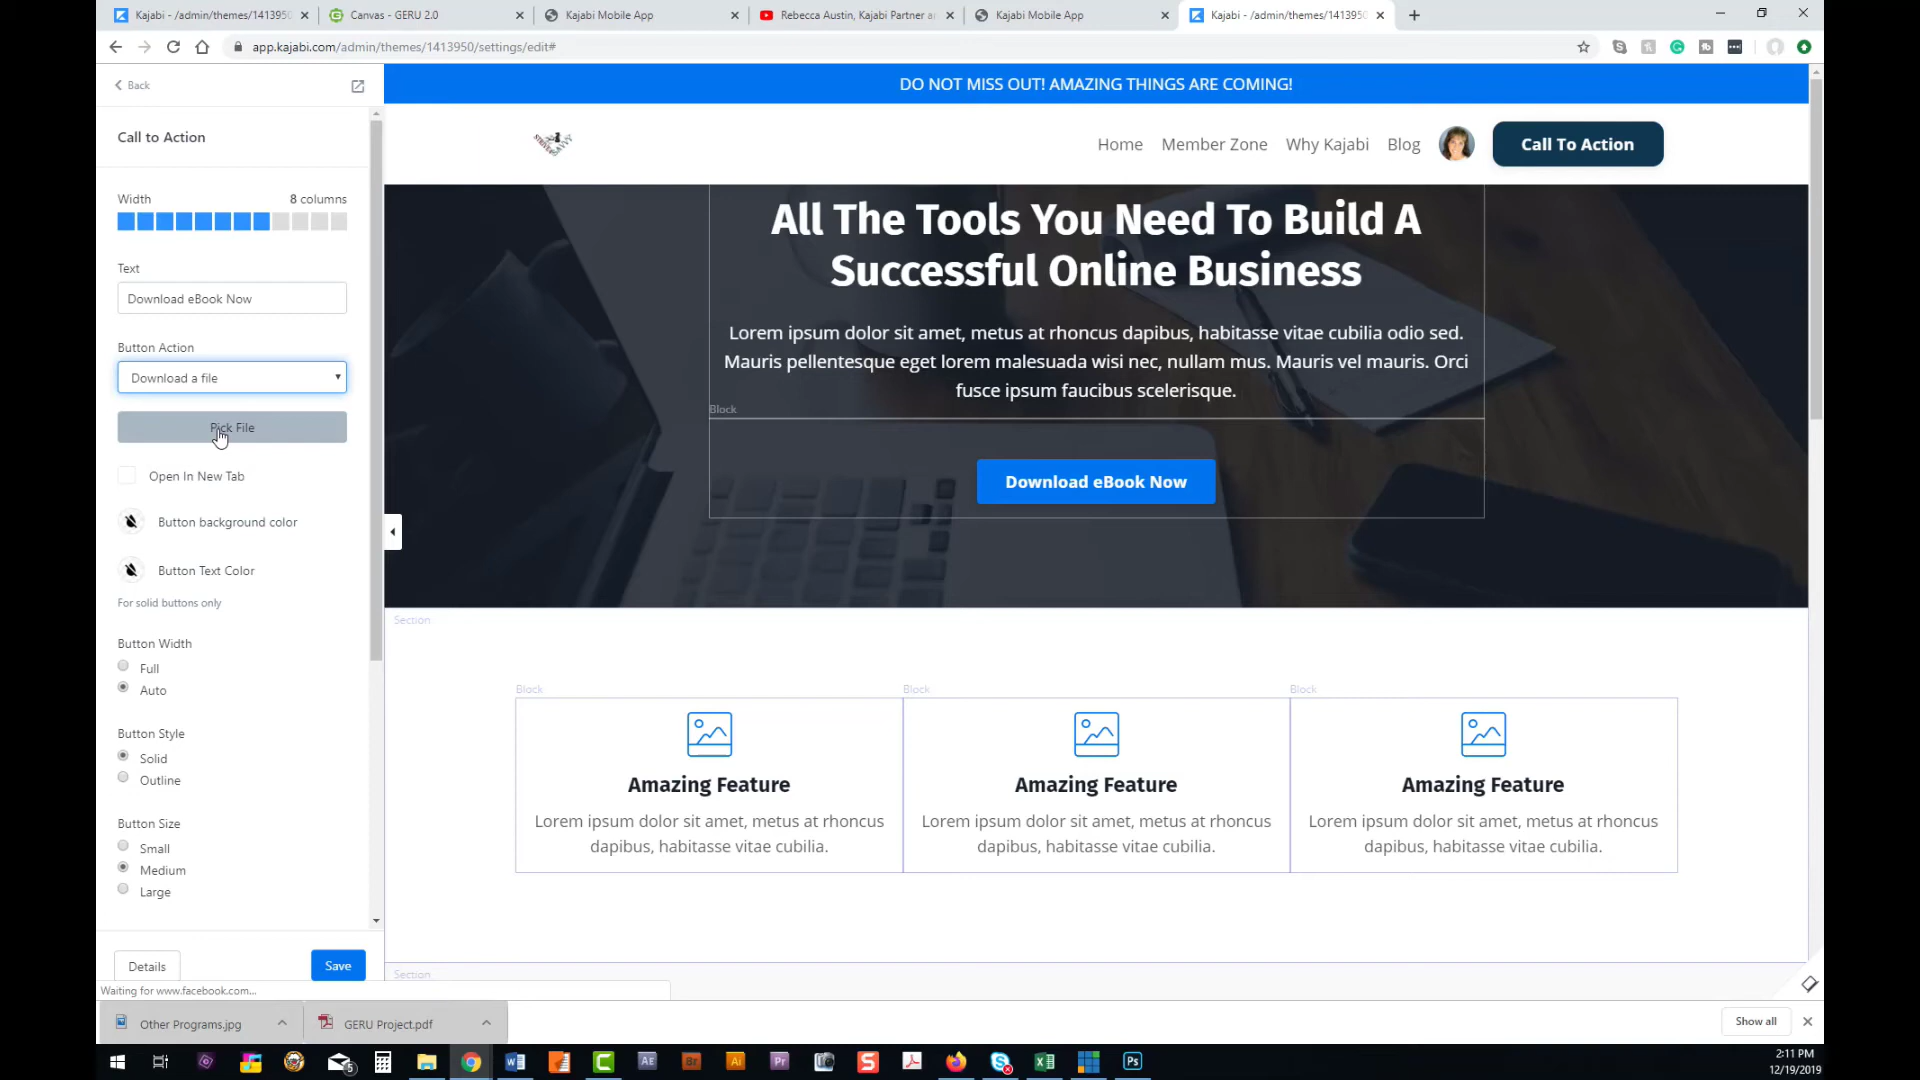 Kajabi - /admin/themes/1413950
Canvas - GERU 2.0
Kajabi Mobile App
Rebecca Austin, Kajabi Partner a
Kajabi Mobile App
Kajabi - /admin/themes/1413950
app.kajabi.com/admin/themes/1413950/settings/edit#
Back
DO NOT MISS OUT! AMAZING THINGS ARE COMING!
Call to Action
Home
Member Zone
Why Kajabi
Blog
Call To Action
Width
8 columns
All The Tools You Need To Build A
Successful Online Business
Text
Download eBook Now
Lorem ipsum dolor sit amet, metus at rhoncus dapibus, habitasse vitae cubilia odio sed.
Mauris pellentesque eget lorem malesuada wisi nec, nullam mus. Mauris vel mauris. Orci
fusce ipsum faucibus scelerisque.
Button Action
Download a file
Block
Pick File
Open In New Tab
Download eBook Now
Button background color
Button Text Color
For solid buttons only
Section
Button Width
Full
Auto
Block
Block
Block
Button Style
Solid
Outline
Amazing Feature
Amazing Feature
Amazing Feature
Lorem ipsum dolor sit amet, metus at rhoncus
dapibus, habitasse vitae cubilia.
Lorem ipsum dolor sit amet, metus at rhoncus
dapibus, habitasse vitae cubilia.
Lorem ipsum dolor sit amet, metus at rhoncus
dapibus, habitasse vitae cubilia.
Button Size
Small
Medium
Large
Details
Save
Section
Waiting for www.facebook.com...
Other Programs.jpg
GERU Project.pdf
Show all
5
Ae
Br
Ai
Pr
Ps
2:11 PM
12/19/2019